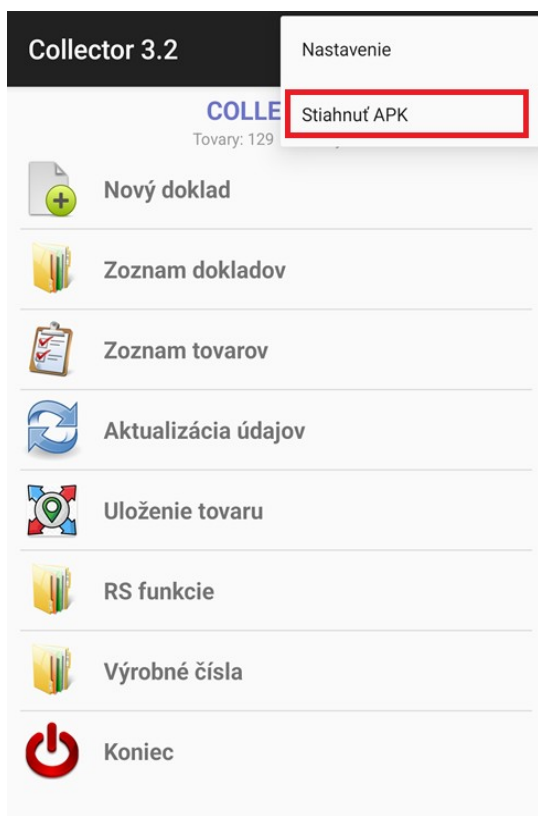 Collector 3.2
Nastavenie
Stiahnuť APK
COLLE
Tovary: 129
Nový doklad
Zoznam dokladov
Zoznam tovarov
Aktualizácia údajov
Uloženie tovaru
RS funkcie
Výrobné čísla
Koniec